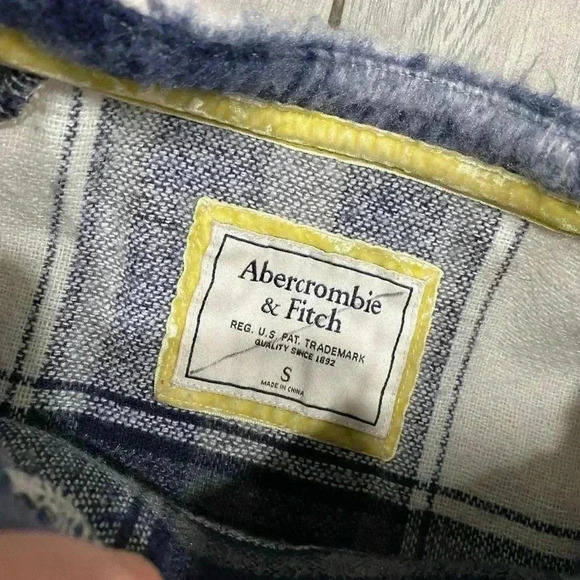 Abercrombie
& Fitch
REG. U.S. PAT. TRADEMARK
QUALITY SINCE 1892
S
MADE IN CHINA